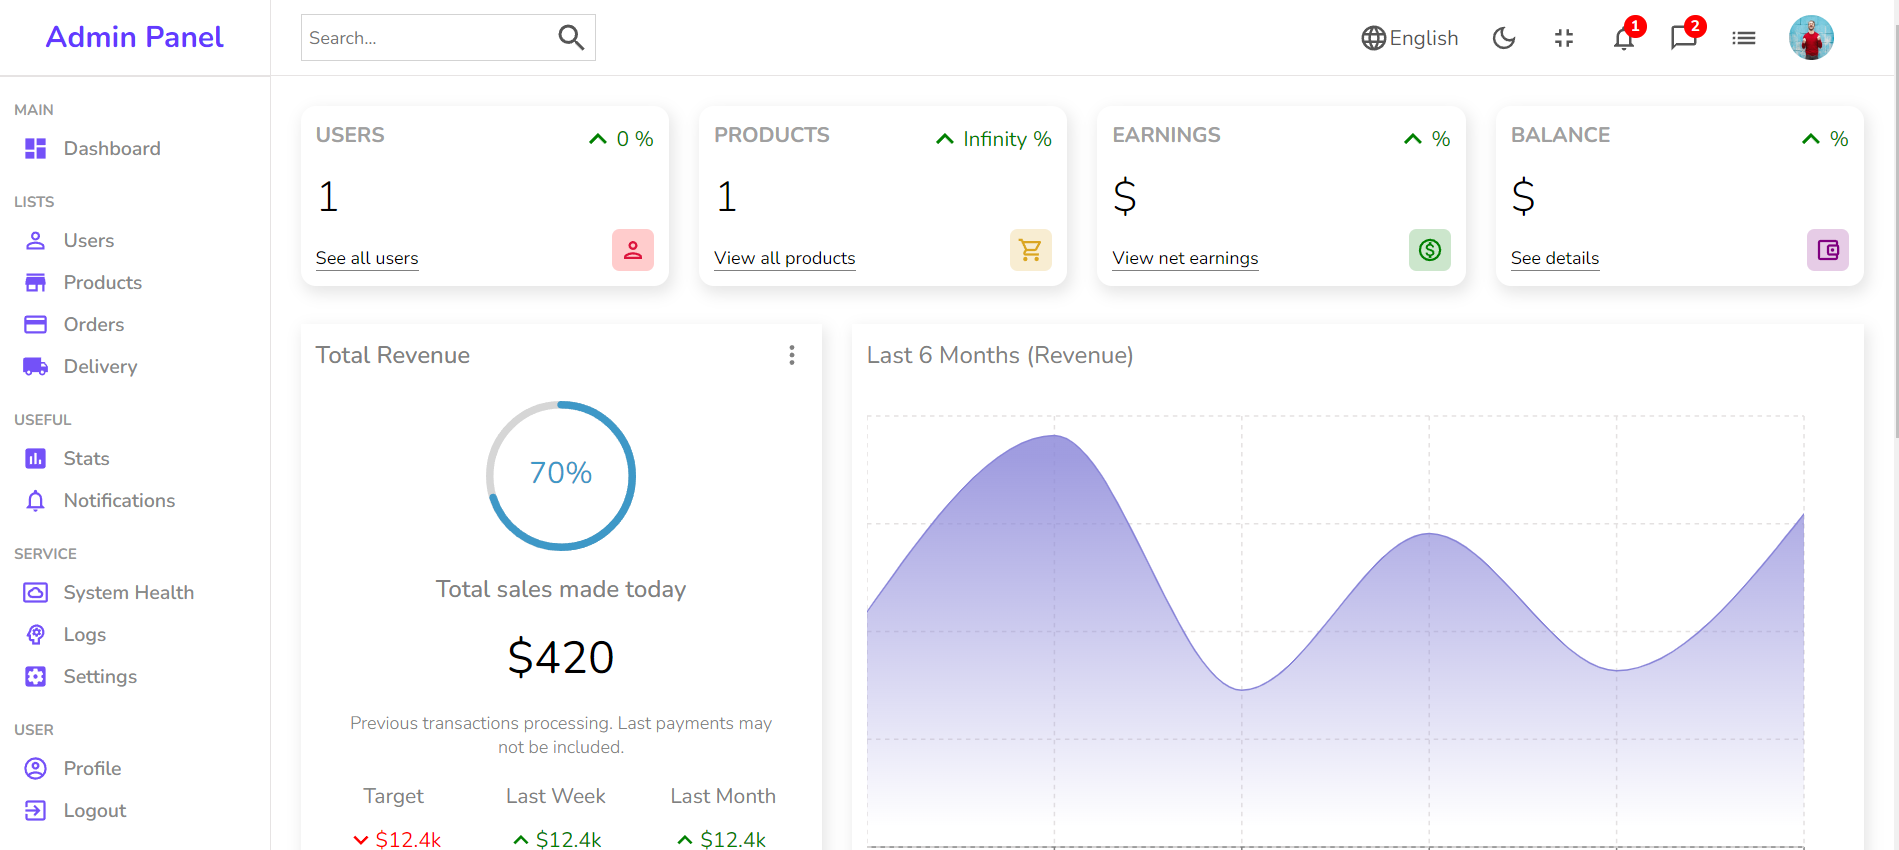 Admin Panel
Search...
English
1
2
MAIN
Dashboard
LISTS
Users
Products
Orders
Delivery
USEFUL
Stats
Notifications
SERVICE
System Health
Logs
Settings
USER
Profile
Logout
USERS
0 %
1
See all users
PRODUCTS
Infinity %
1
View all products
EARNINGS
%
$
View net earnings
BALANCE
%
$
See details
Total Revenue
70%
Total sales made today
$420
Previous transactions processing. Last payments may
not be included.
Target
Last Week
Last Month
$12.4k
$12.4k
$12.4k
Last 6 Months (Revenue)